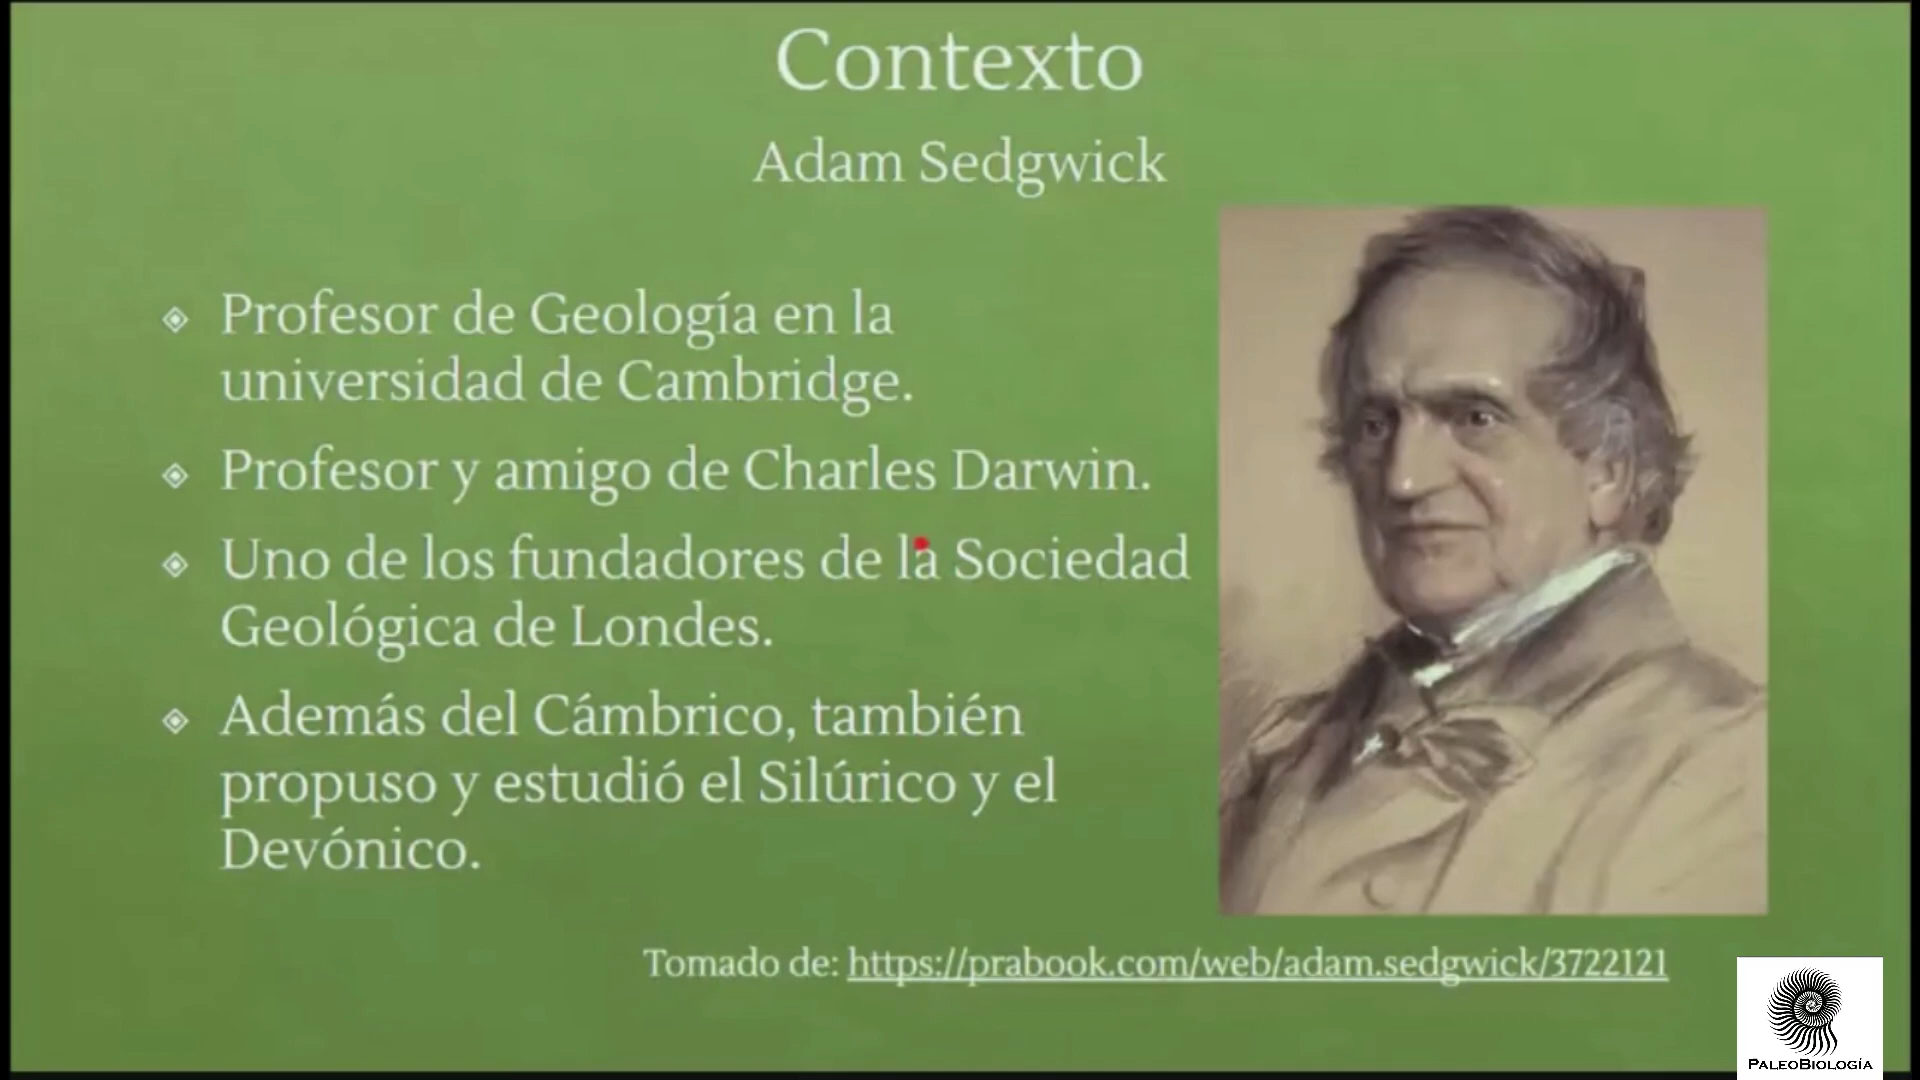 Contexto
Adam Sedgwick
Profesor de Geología en la
universidad de Cambridge.
Profesor y amigo de Charles Darwin.
Uno de los fundadores de la Sociedad
Geológica de Londes.
Además del Cámbrico, también
propuso y estudió el Silúrico y el
Devónico.
Tomado de: https://prabook.com/web/adam.sedgwick/3722121
PALEOBIOLOGÍA